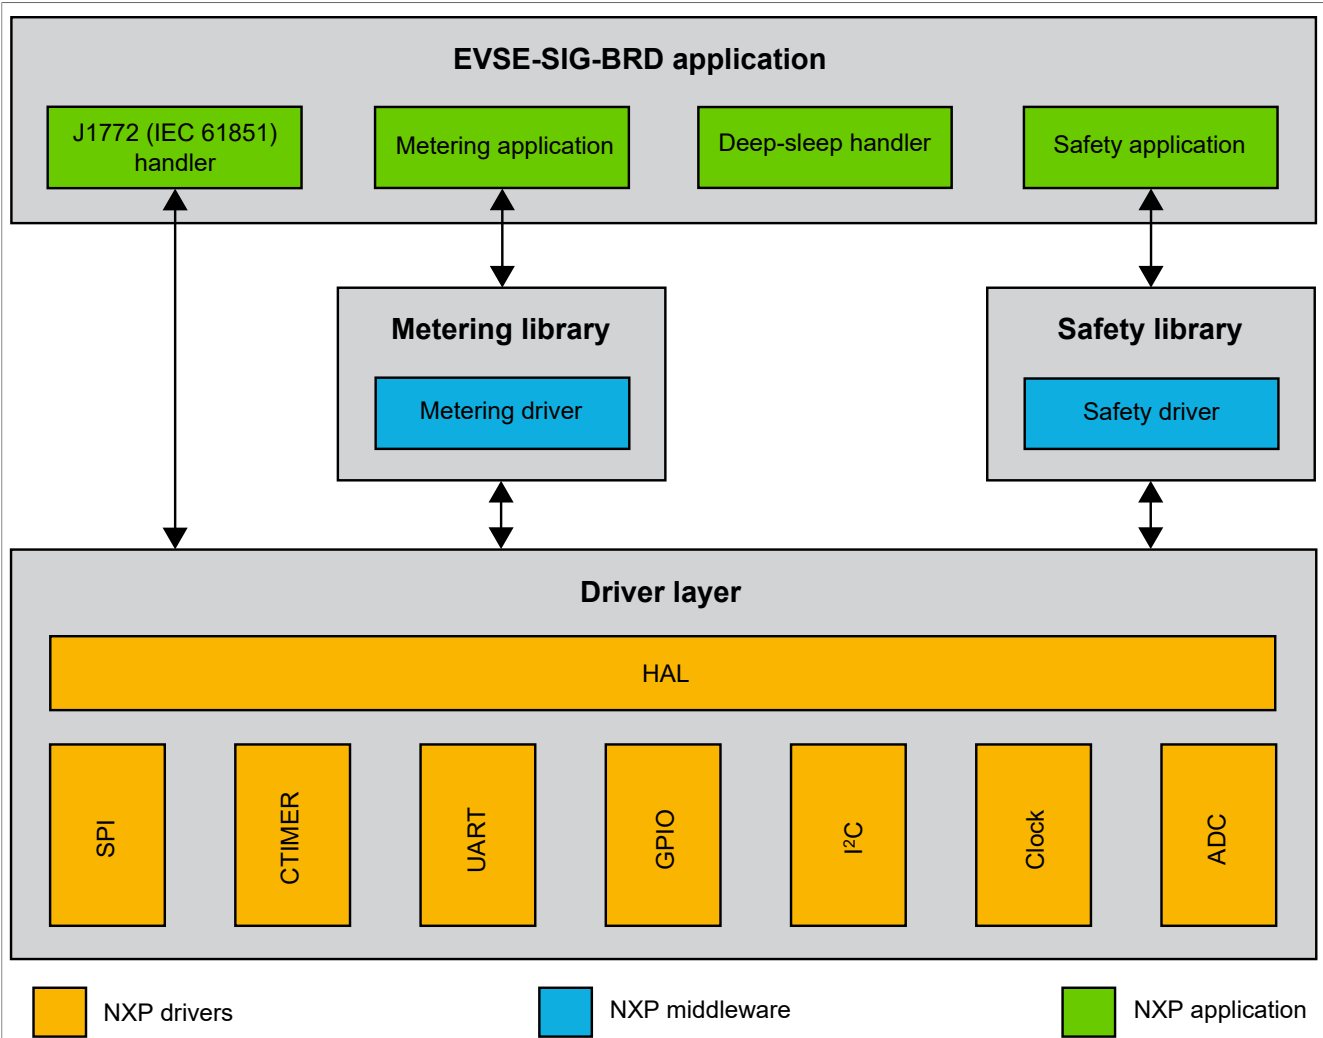 EVSE-SIG-BRD application
J1772 (IEC 61851)
handler
Metering application
Deep-sleep handler
Safety application
Metering library
Metering driver
Safety library
Safety driver
Driver layer
HAL
SPI
CTIMER
UART
GPIO
I²C
Clock
ADC
NXP drivers
NXP middleware
NXP application